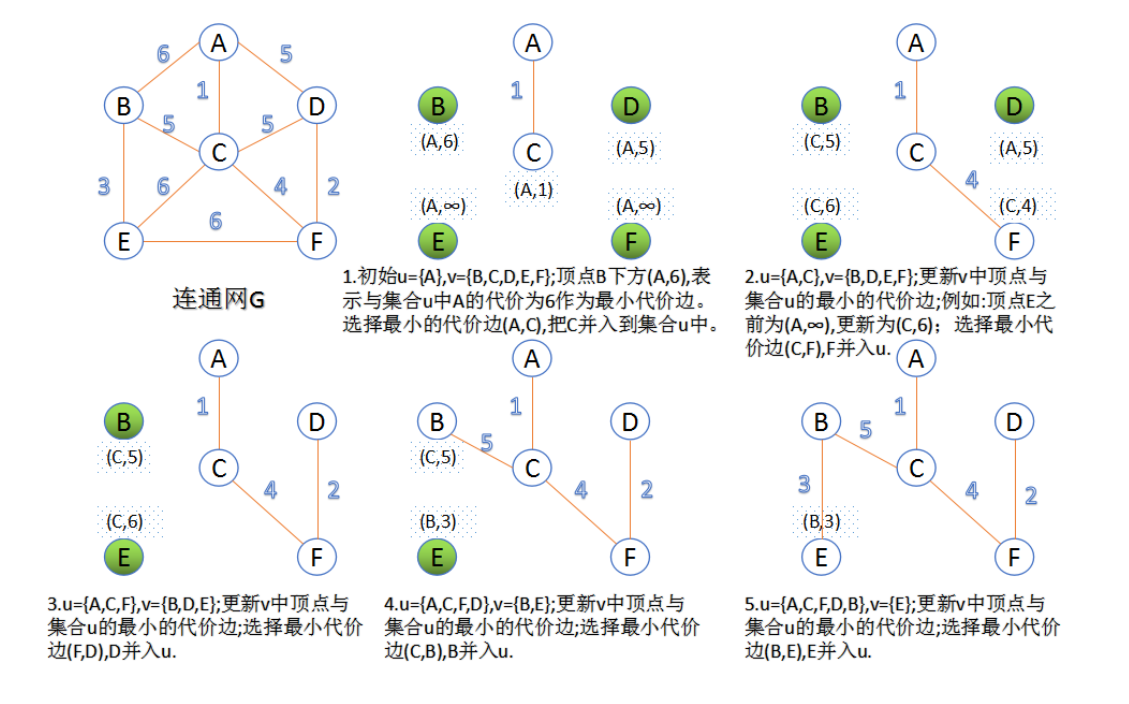 A
6
5
1
B
D
5
5
C
3
6
4
2
6
E
F
连通网G
A
1
B
D
(A,6)
C
(A,5)
(A,1)
(A,∞)
(A,∞)
E
F
1.初始u={A},v={B,C,D,E,F};顶点B下方(A,6),表
示与集合u中A的代价为6作为最小代价边。
选择最小的代价边(A,C),把C并入到集合u中。
A
1
B
D
(C,5)
C
(A,5)
4
(C,6)
(C,4)
E
F
2.u={A,C},v={B,D,E,F};更新v中顶点与
集合u的最小的代价边;例如:顶点E之
前为(A,∞),更新为(C,6)；选择最小代
价边(C,F),F并入u.
A
1
B
D
(C,5)
C
4
2
(C,6)
E
F
3.u={A,C,F},v={B,D,E};更新v中顶点与
集合u的最小的代价边;选择最小代价
边(F,D),D并入u.
A
1
B
D
5
(C,5)
C
4
2
(B,3)
E
F
4.u={A,C,F,D},v={B,E};更新v中顶点与
集合u的最小的代价边;选择最小代价
边(C,B),B并入u.
A
1
B
D
5
C
3
4
2
(B,3)
E
F
5.u={A,C,F,D,B},v={E};更新v中顶点与
集合u的最小的代价边;选择最小代价
边(B,E),E并入u.